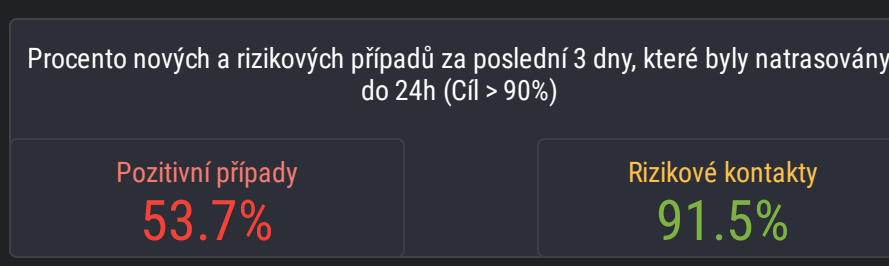 Procento nových a rizikových případů za poslední 3 dny, které byly natrasovány
do 24h (Cíl > 90%)
Pozitivní případy
53.7%
Rizikové kontakty
91.5%